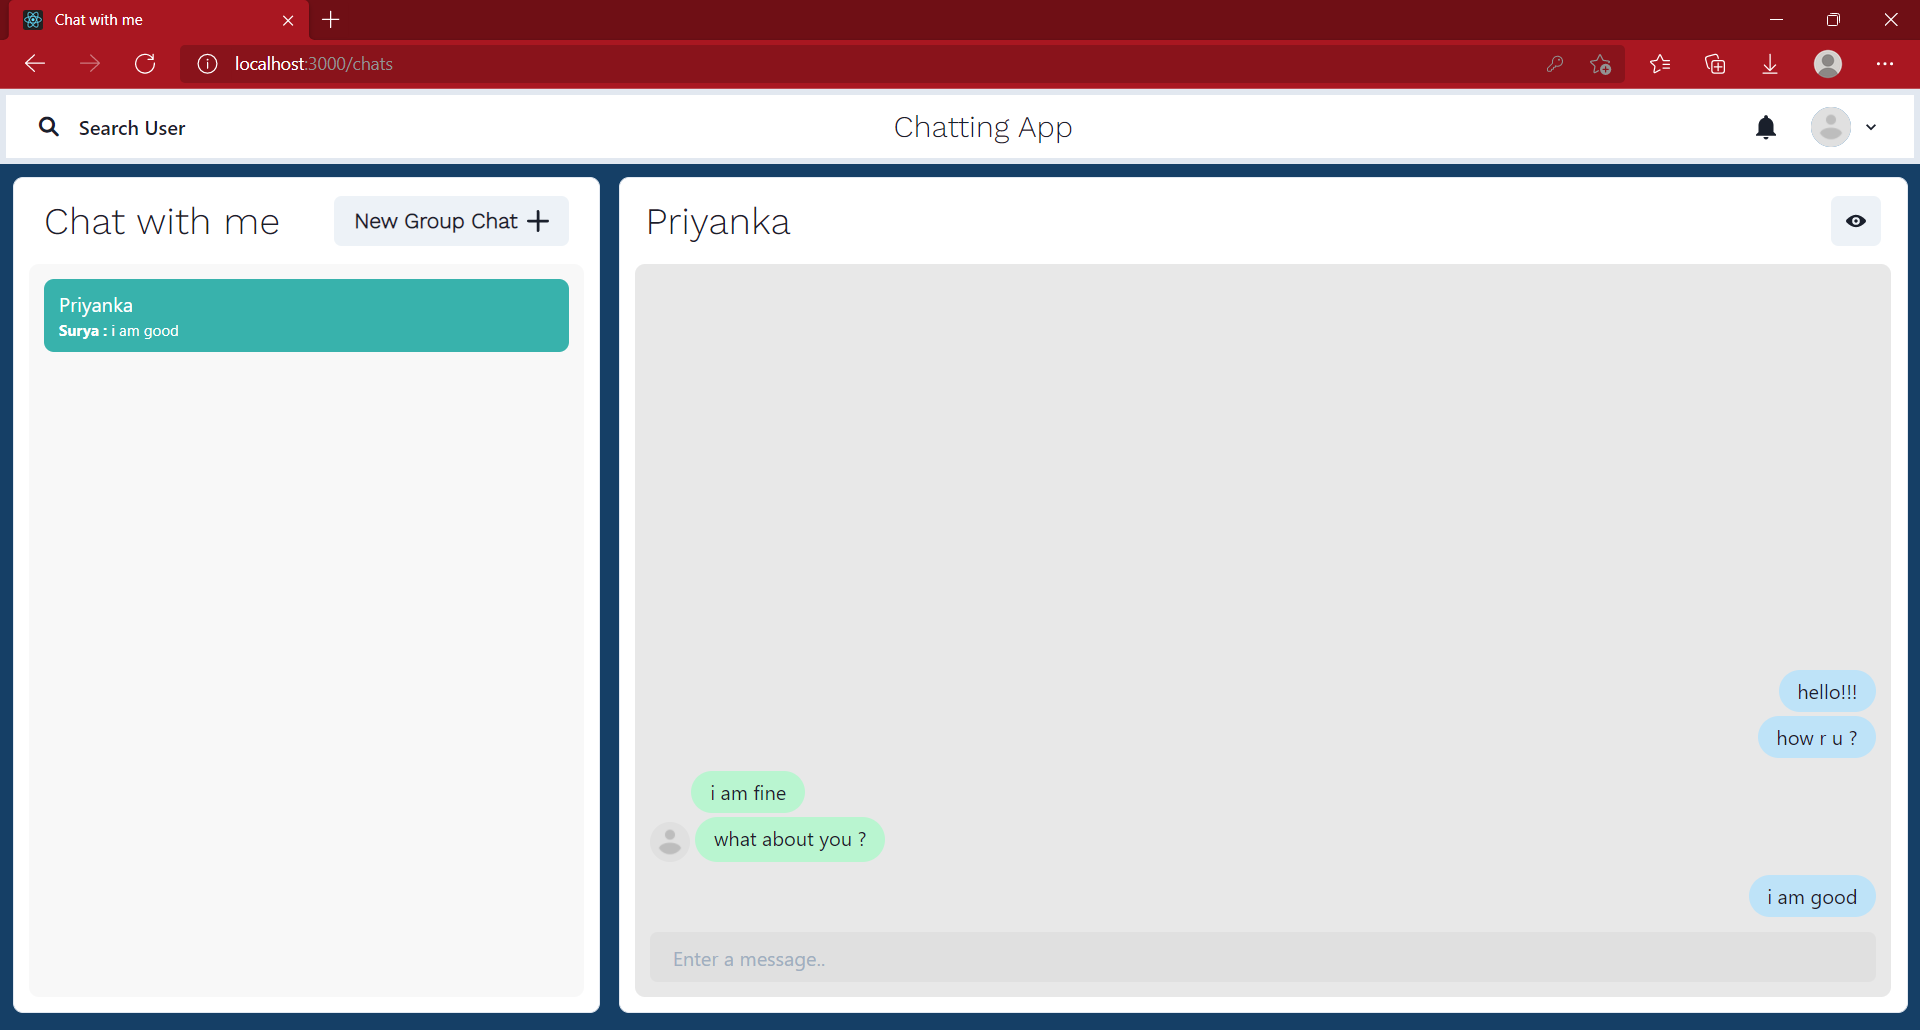 Chat with me
localhost:3000/chats
Search User
Chatting App
Chat with me
New Group Chat +
Priyanka
Surya : i am good
Priyanka
hello!!!
how r u ?
i am fine
what about you ?
i am good
Enter a message..